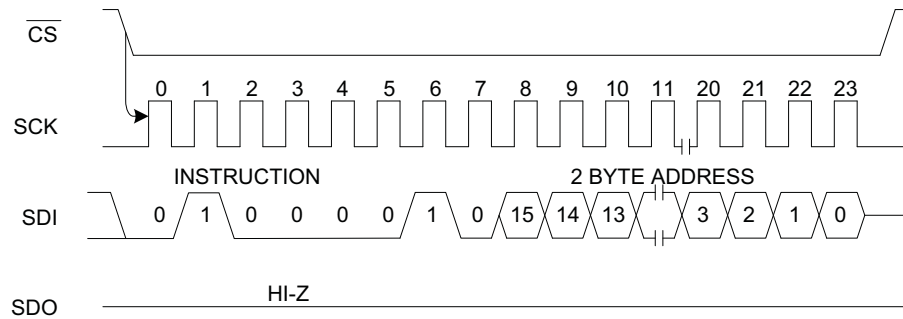 CS
0 1 2 3 4 5 6 7 8 9 10 11 20 21 22 23
SCK
INSTRUCTION 2 BYTE ADDRESS
SDI 0 1 0 0 0 0 1 0 15 14 13 3 2 1 0
HI-Z
SDO